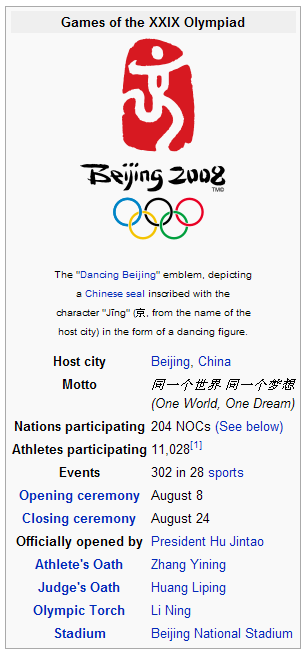 Games of the XXIX Olympiad
Beijing 2008
TM
The "Dancing Beijing" emblem, depicting
a Chinese seal inscribed with the
character "Jīng" (京, from the name of the
host city) in the form of a dancing figure.
Host city Beijing, China
Motto 同一个世界 同一个梦想
(One World, One Dream)
Nations participating 204 NOCs (See below)
Athletes participating 11,028[1]
Events 302 in 28 sports
Opening ceremony August 8
Closing ceremony August 24
Officially opened by President Hu Jintao
Athlete's Oath Zhang Yining
Judge's Oath Huang Liping
Olympic Torch Li Ning
Stadium Beijing National Stadium